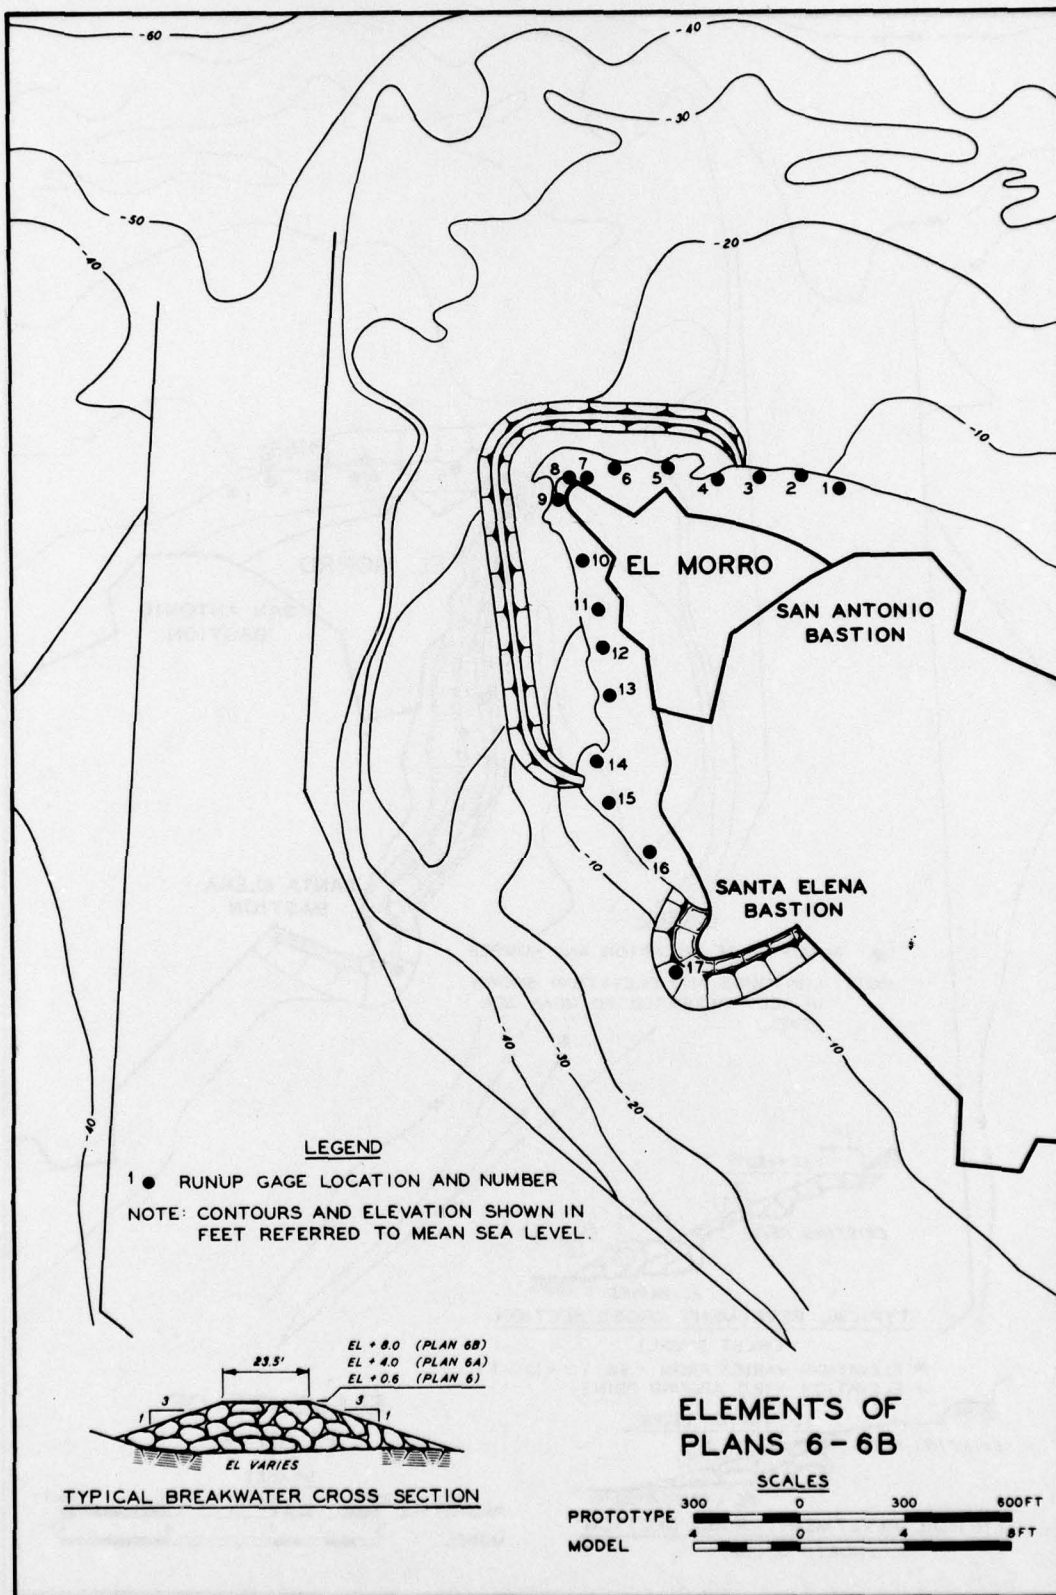 -60
-40
-30
-50
-40
-20
-10
8 7 6 5 4 3 2 1
9
10
EL MORRO
11
SAN ANTONIO
BASTION
12
13
14
15
16
-10
SANTA ELENA
BASTION
17
-40
-30
-10
-20
-40
LEGEND
1 ● RUNUP GAGE LOCATION AND NUMBER
NOTE: CONTOURS AND ELEVATION SHOWN IN
FEET REFERRED TO MEAN SEA LEVEL.
EL + 8.0 (PLAN 6B)
EL + 4.0 (PLAN 6A)
EL + 0.6 (PLAN 6)
23.5'
3
1
3
1
EL VARIES
TYPICAL BREAKWATER CROSS SECTION
ELEMENTS OF
PLANS 6-6B
SCALES
PROTOTYPE 300 0 300 600FT
MODEL 4 0 4 8FT